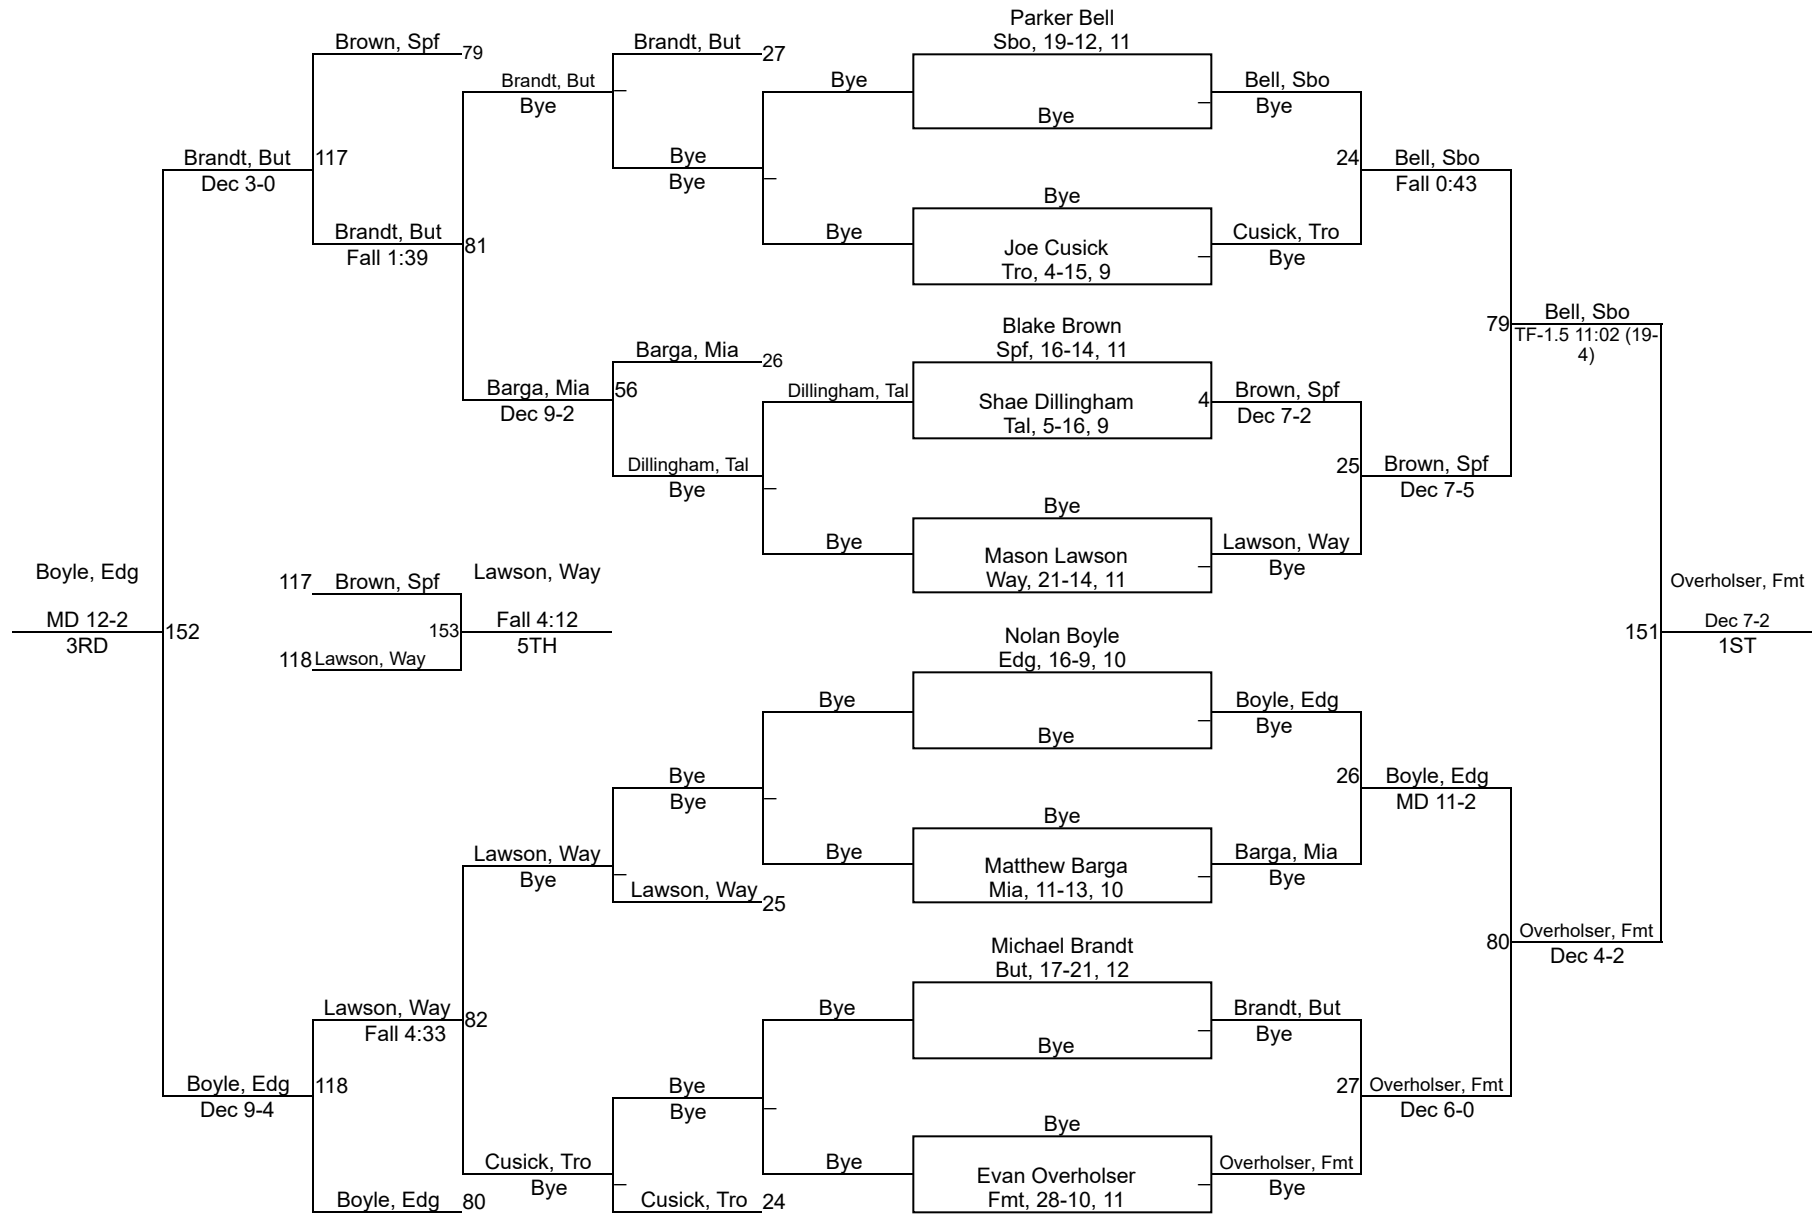 Parker Bell
Brown, Spf
79
Brandt, But
27
Sbo, 19-12, 11
Brandt, But
Bye
Bye
Bell, Sbo
Bye
Bye
Bye
Brandt, But
117
Bye
24
Bell, Sbo
Dec 3-0
Bye
Fall 0:43
Bye
Brandt, But
81
Bye
Joe Cusick
Cusick, Tro
Fall 1:39
Tro, 4-15, 9
Bye
Blake Brown
79
Bell, Sbo
Barga, Mia
26
Spf, 16-14, 11
TF-1.5 11:02 (19-
4)
Barga, Mia
56
Dillingham, Tal
Shae Dillingham
4
Brown, Spf
Dec 9-2
Tal, 5-16, 9
Dec 7-2
Dillingham, Tal
25
Brown, Spf
Bye
Dec 7-5
Bye
Bye
Mason Lawson
Lawson, Way
Boyle, Edg
117
Brown, Spf
Lawson, Way
Way, 21-14, 11
Bye
Overholser, Fmt
MD 12-2
152
153
Fall 4:12
151
Dec 7-2
3RD
5TH
1ST
118
Lawson, Way
Nolan Boyle
Edg, 16-9, 10
Bye
Boyle, Edg
Bye
Bye
Bye
26
Boyle, Edg
Bye
MD 11-2
Bye
Lawson, Way
Bye
Matthew Barga
Barga, Mia
Bye
Lawson, Way
25
Mia, 11-13, 10
Bye
Michael Brandt
80
Overholser, Fmt
But, 17-21, 12
Dec 4-2
Lawson, Way
82
Bye
Brandt, But
Fall 4:33
Bye
Bye
Boyle, Edg
118
Bye
27
Overholser, Fmt
Dec 9-4
Bye
Dec 6-0
Bye
Cusick, Tro
Bye
Evan Overholser
Overholser, Fmt
Bye
Bye
Boyle, Edg
80
Cusick, Tro
24
Fmt, 28-10, 11